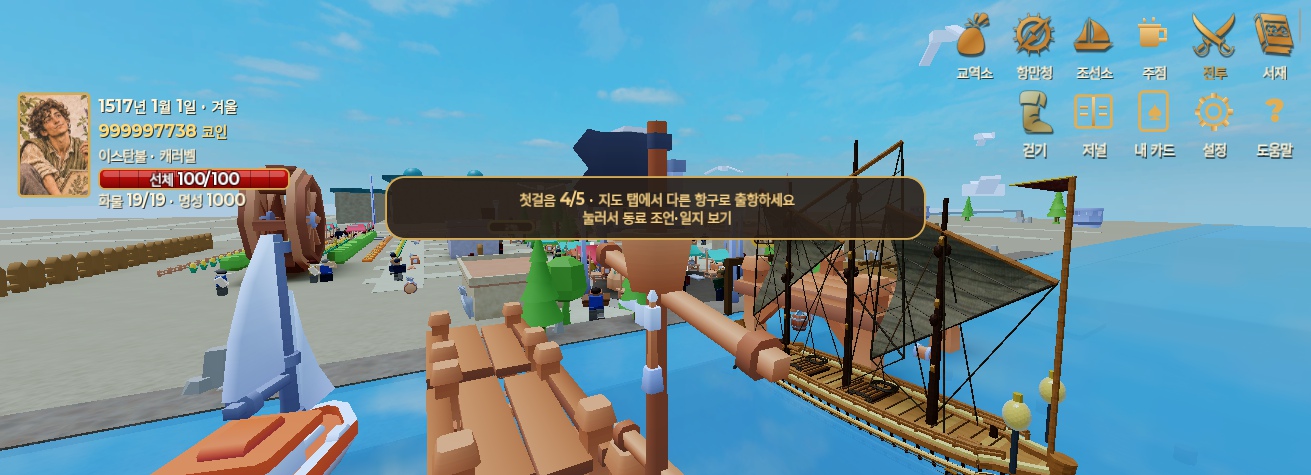 교역소 항만청 조선소 주점 전투 서재
걷기 저널 내 카드 설정 도움말
1517년 1월 1일 · 겨울
999997738 코인
이스탄불 · 캐러벨
선체 100/100
화물 19/19 · 명성 1000
첫걸음 4/5 · 지도 탭에서 다른 항구로 출항하세요
눌러서 동료 조언·일지 보기